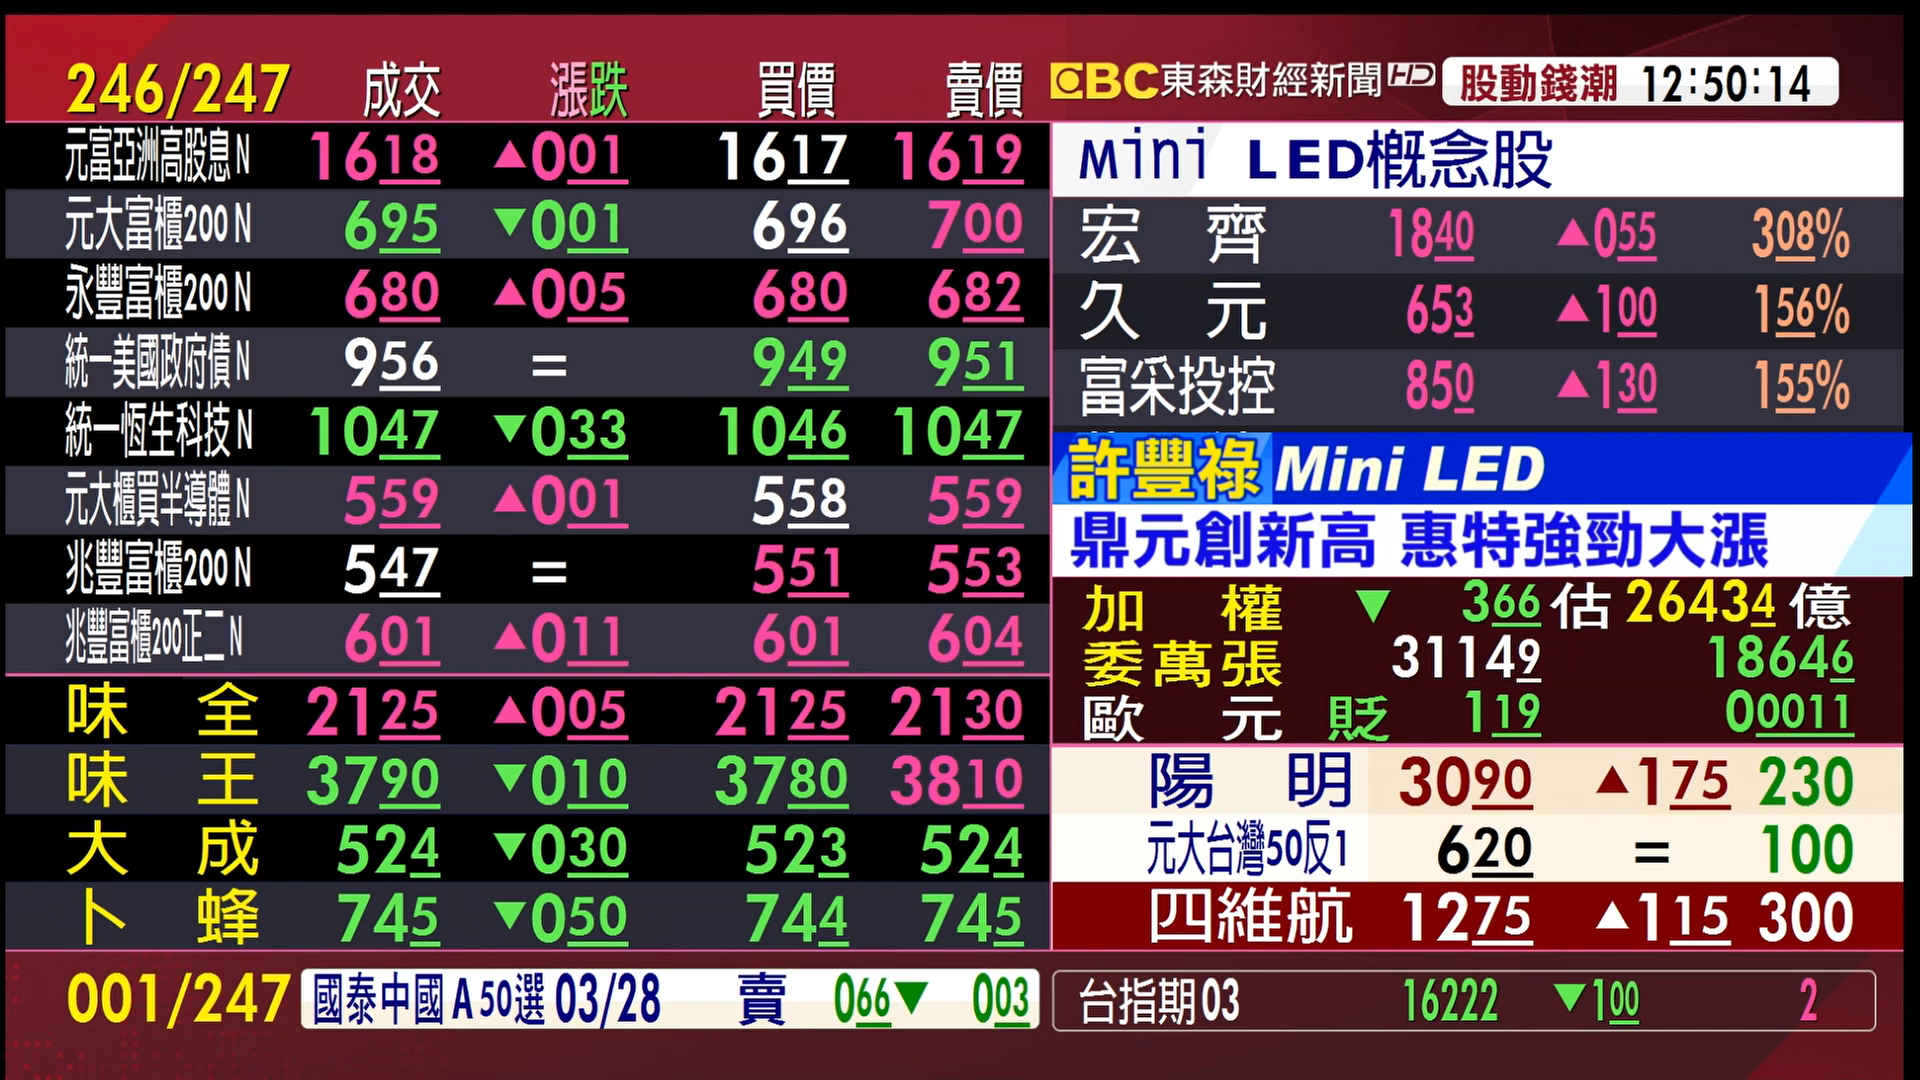 246/247 成交 漲跌 買價 賣價
元富亞洲高股息N 1618 ▲001 1617 1619
元大富櫃200N 695 ▼001 696 700
永豐富櫃200N 680 ▲005 680 682
統一美國政府債N 956 = 949 951
統一恆生科技N 1047 ▼033 1046 1047
元大櫃買半導體N 559 ▲001 558 559
兆豐富櫃200N 547 = 551 553
兆豐富櫃200正二N 601 ▲011 601 604
味全 2125 ▲005 2125 2130
味王 3790 ▼010 3780 3810
大成 524 ▼030 523 524
卜蜂 745 ▼050 744 745
001/247 國泰中國A50選 03/28 賣 066▼ 003
EBC東森財經新聞HD 股動錢潮 12:50:14
Mini LED概念股
宏齊 1840 ▲055 308%
久元 653 ▲100 156%
富采投控 850 ▲130 155%
許豐祿 Mini LED
鼎元創新高 惠特強勁大漲
加權 ▼ 366 估 26434 億
委萬張 311149 18646
歐元 貶 119 00011
陽明 3090 ▲175 230
元大台灣50反1 620 = 100
四維航 1275 ▲115 300
台指期03 16222 ▼100 2